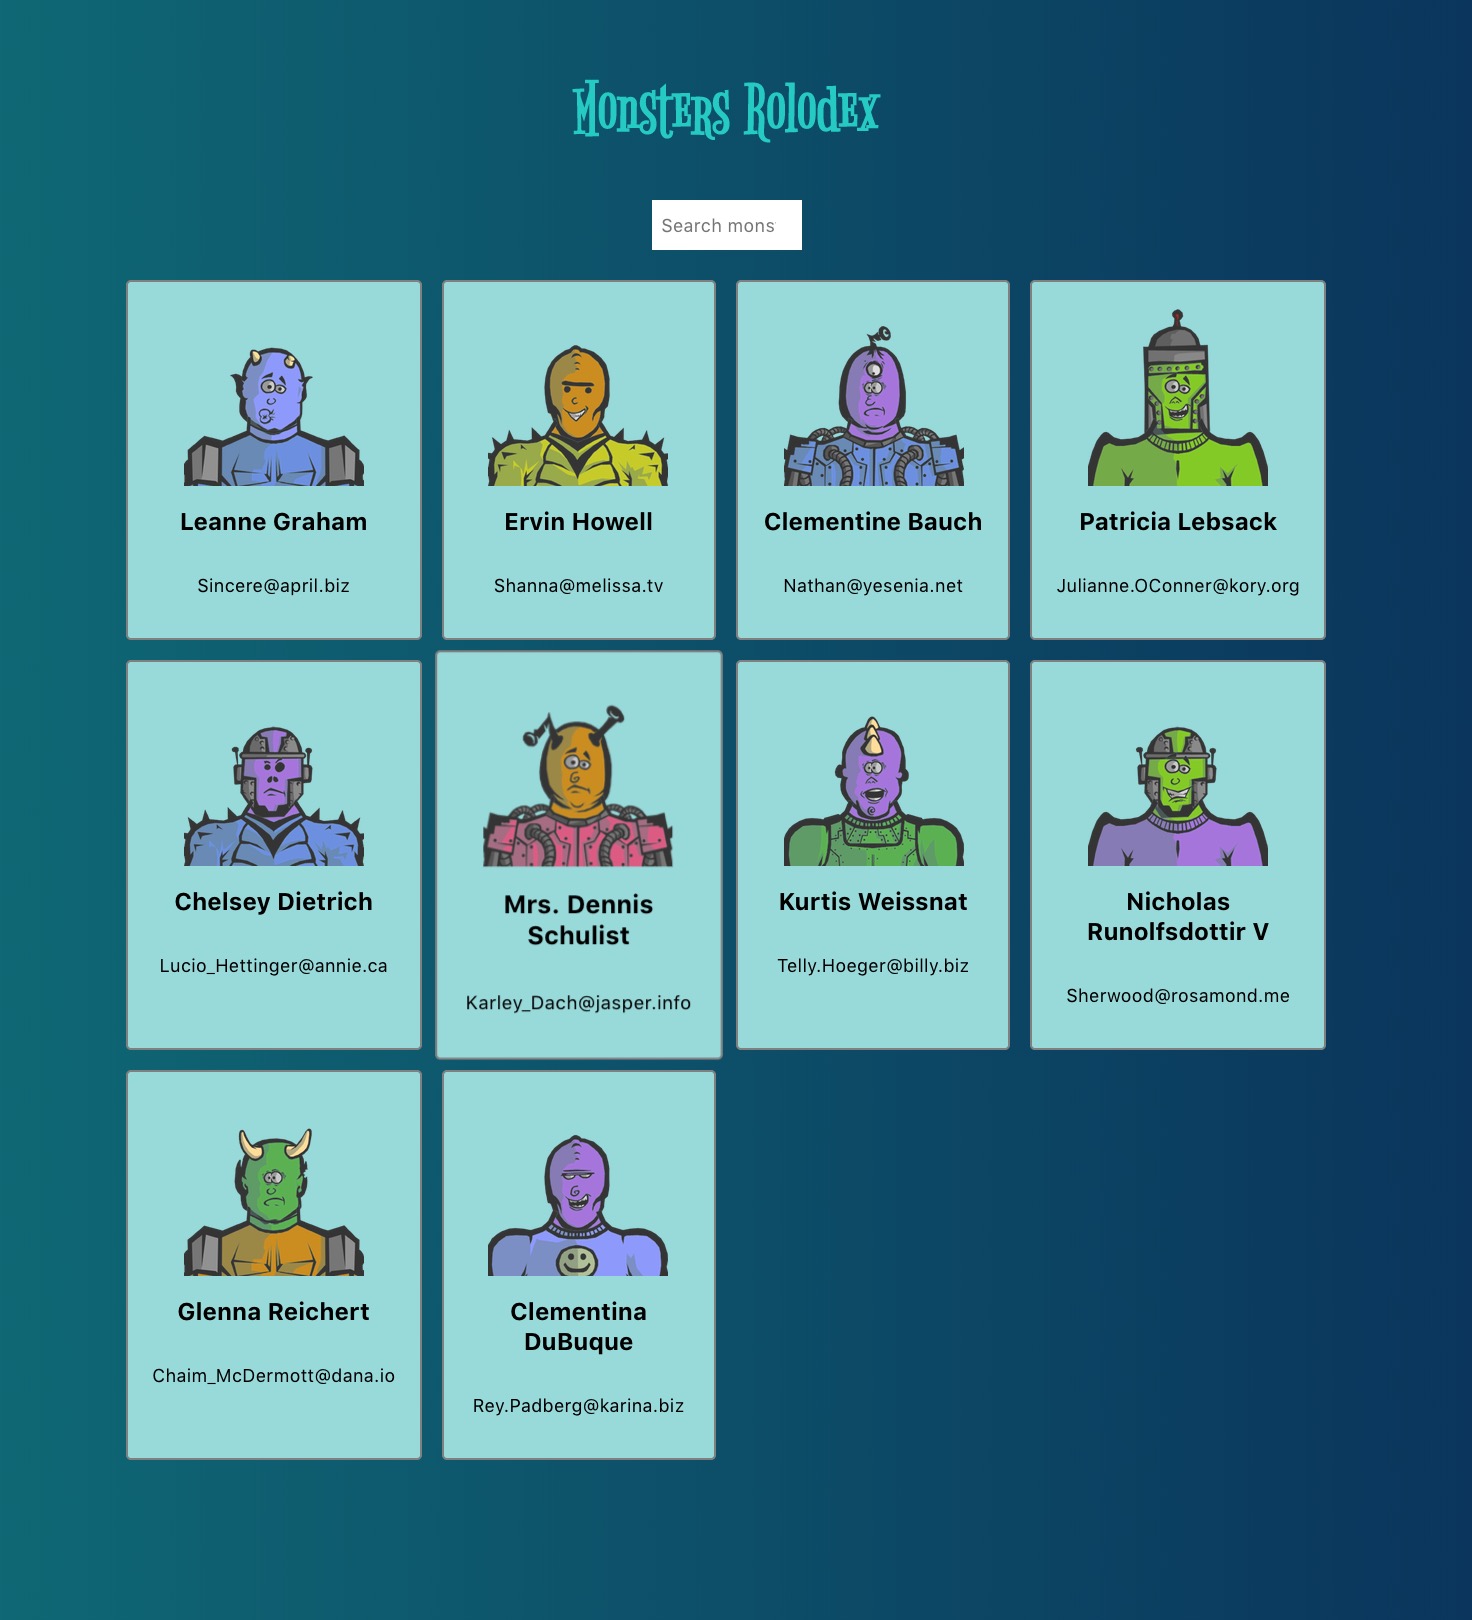 Monsters Rolodex
Search mons
Leanne Graham
Sincere@april.biz
Ervin Howell
Shanna@melissa.tv
Clementine Bauch
Nathan@yesenia.net
Patricia Lebsack
Julianne.OConner@kory.org
Chelsey Dietrich
Lucio_Hettinger@annie.ca
Mrs. Dennis
Schulist
Karley_Dach@jasper.info
Kurtis Weissnat
Telly.Hoeger@billy.biz
Nicholas
Runolfsdottir V
Sherwood@rosamond.me
Glenna Reichert
Chaim_McDermott@dana.io
Clementina
DuBuque
Rey.Padberg@karina.biz